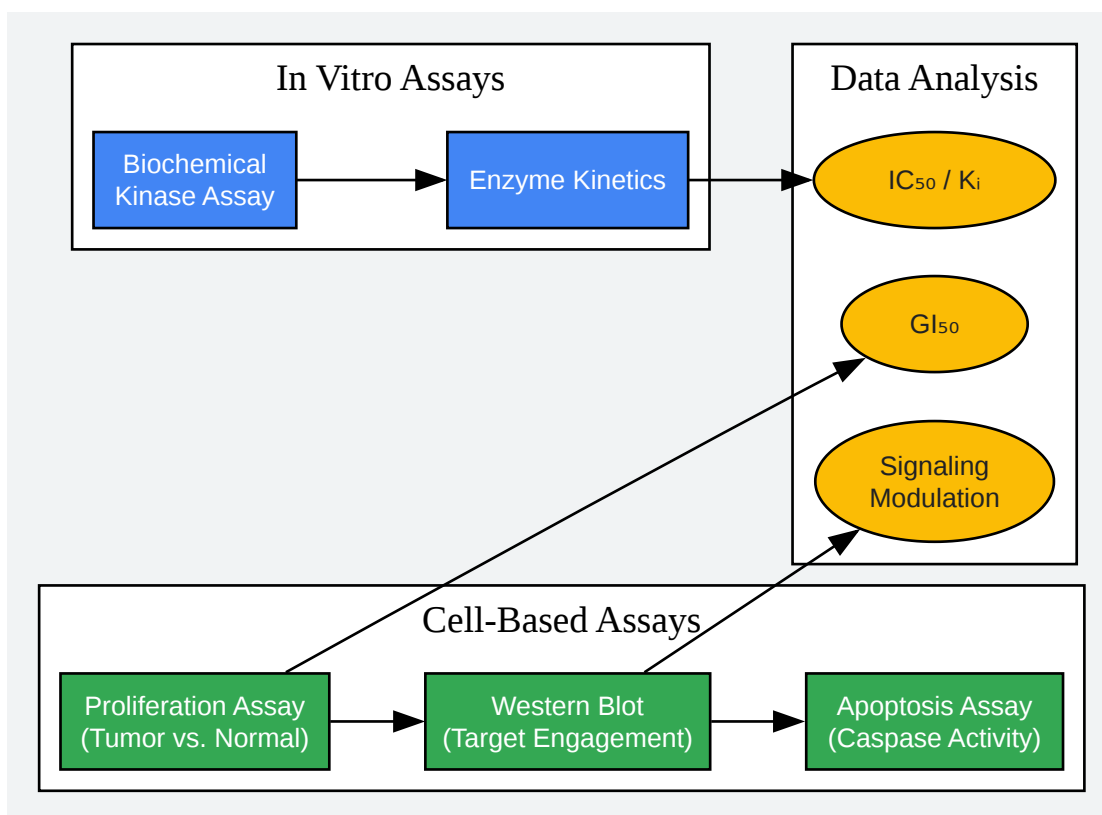 In Vitro Assays
Biochemical
Kinase Assay
Enzyme Kinetics
Data Analysis
IC₅₀ / Kᵢ
GI₅₀
Signaling
Modulation
Cell-Based Assays
Proliferation Assay
(Tumor vs. Normal)
Western Blot
(Target Engagement)
Apoptosis Assay
(Caspase Activity)